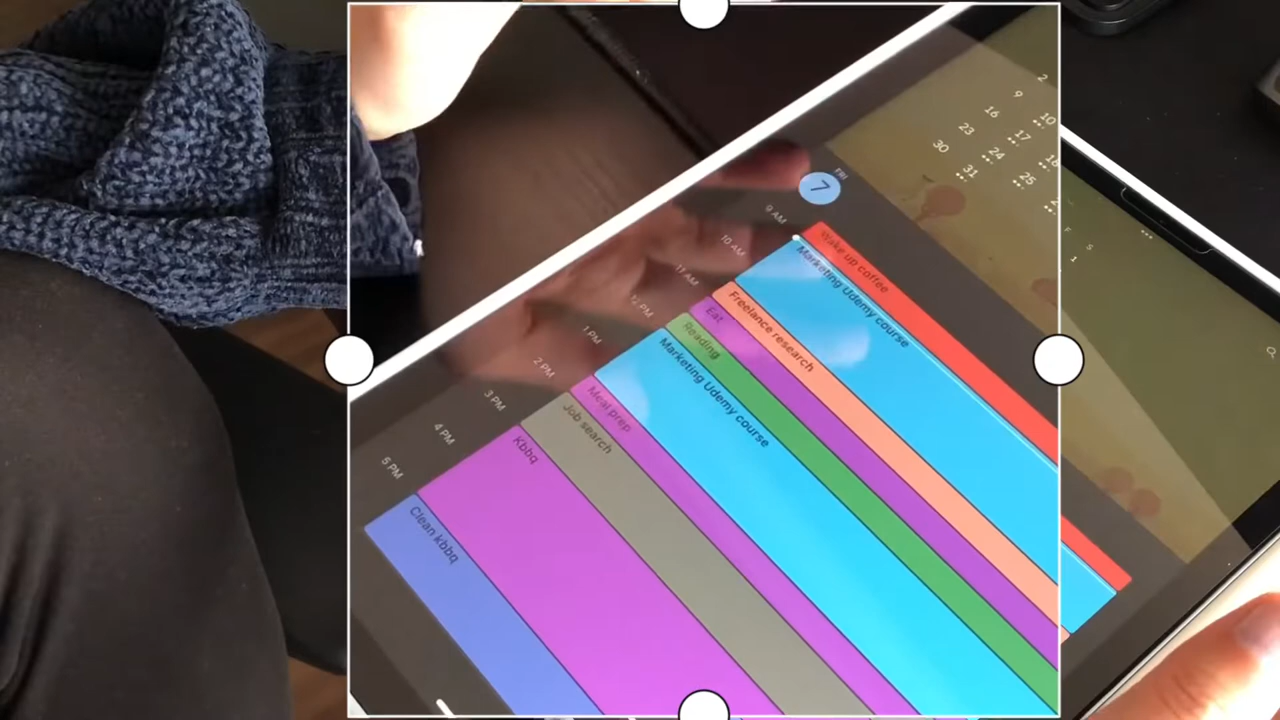 2
9
10
16
17
18
23
24
25
30
31
F S
1
FRI
7
9 AM
10 AM
11 AM
12 PM
1 PM
2 PM
3 PM
4 PM
5 PM
Wake up coffee
Marketing Udemy course
Freelance research
Eat
Reading
Marketing Udemy course
Meal prep
Job search
Kbbq
Clean kbbq